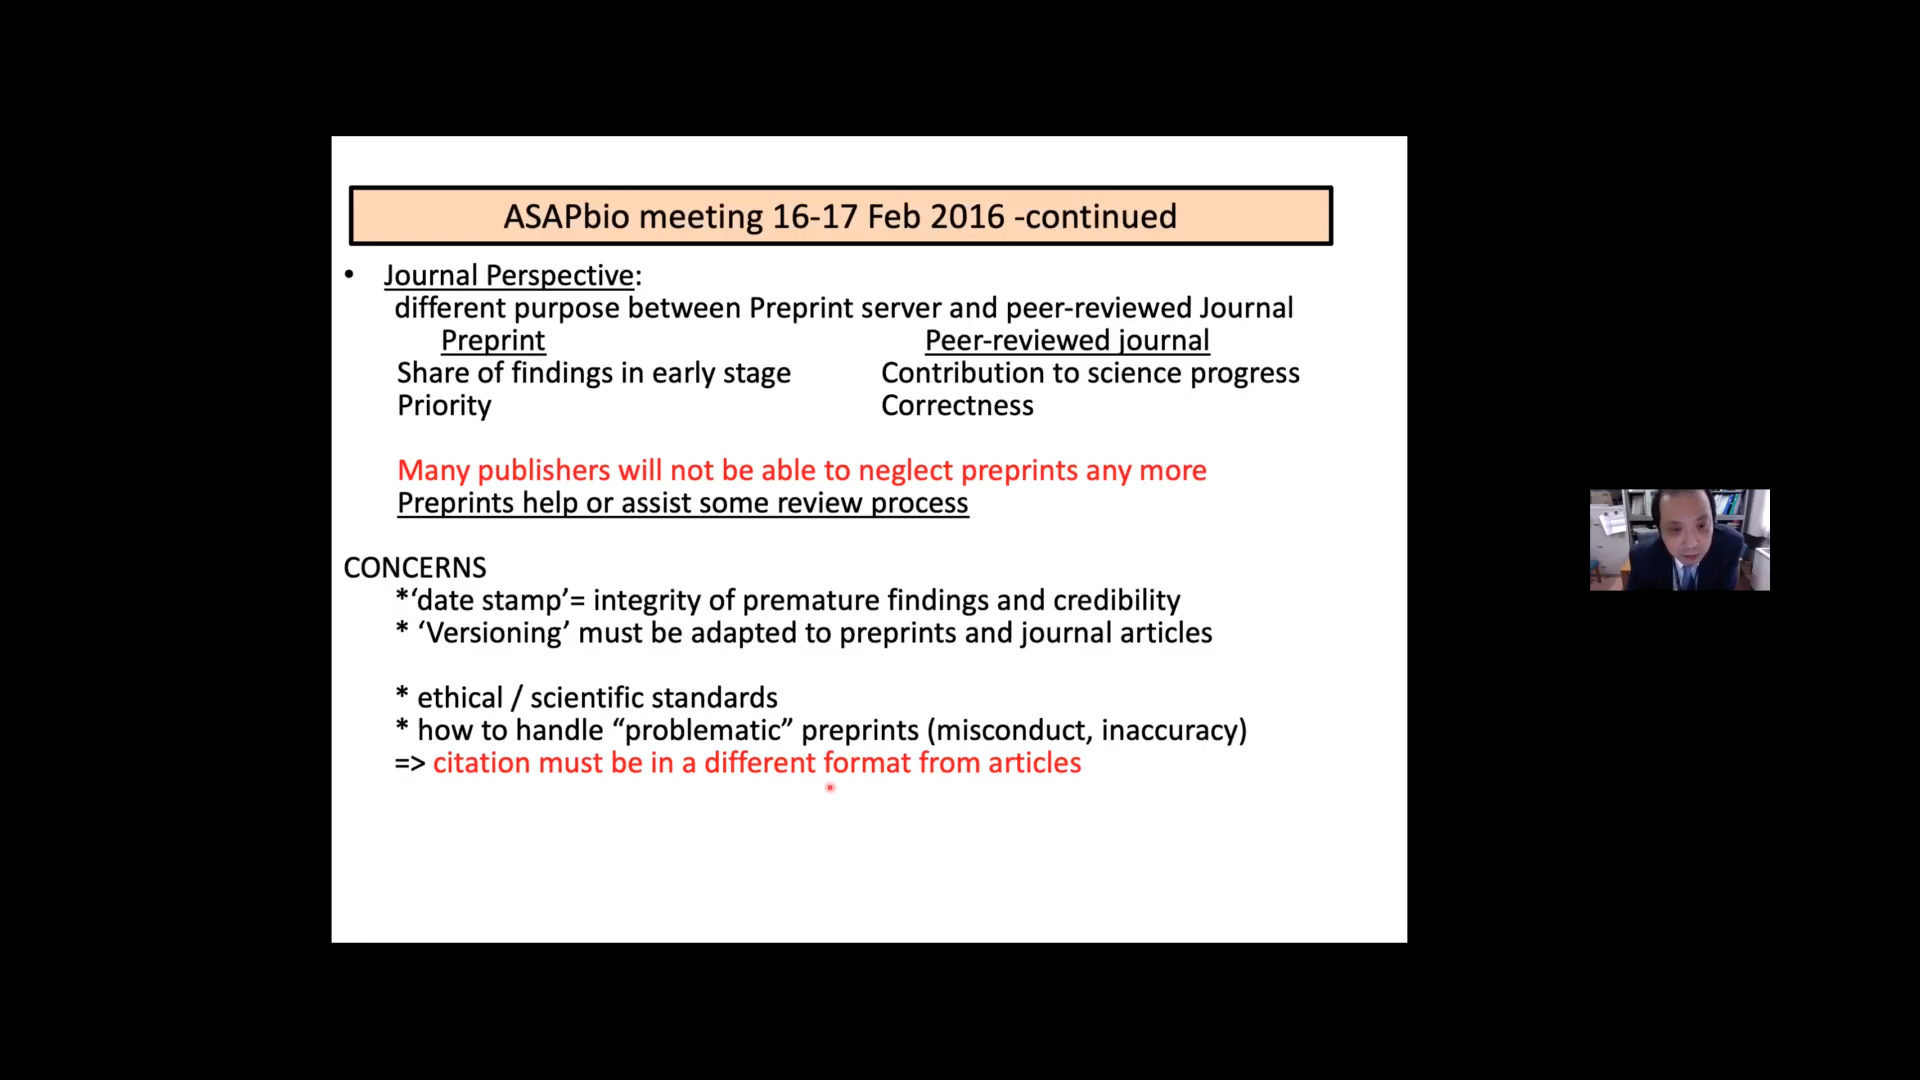 ASAPbio meeting 16-17 Feb 2016 -continued
• Journal Perspective:
different purpose between Preprint server and peer-reviewed Journal
Preprint Peer-reviewed journal
Share of findings in early stage Contribution to science progress
Priority Correctness
Many publishers will not be able to neglect preprints any more
Preprints help or assist some review process
CONCERNS
*‘date stamp’= integrity of premature findings and credibility
* ‘Versioning’ must be adapted to preprints and journal articles
* ethical / scientific standards
* how to handle “problematic” preprints (misconduct, inaccuracy)
=> citation must be in a different format from articles